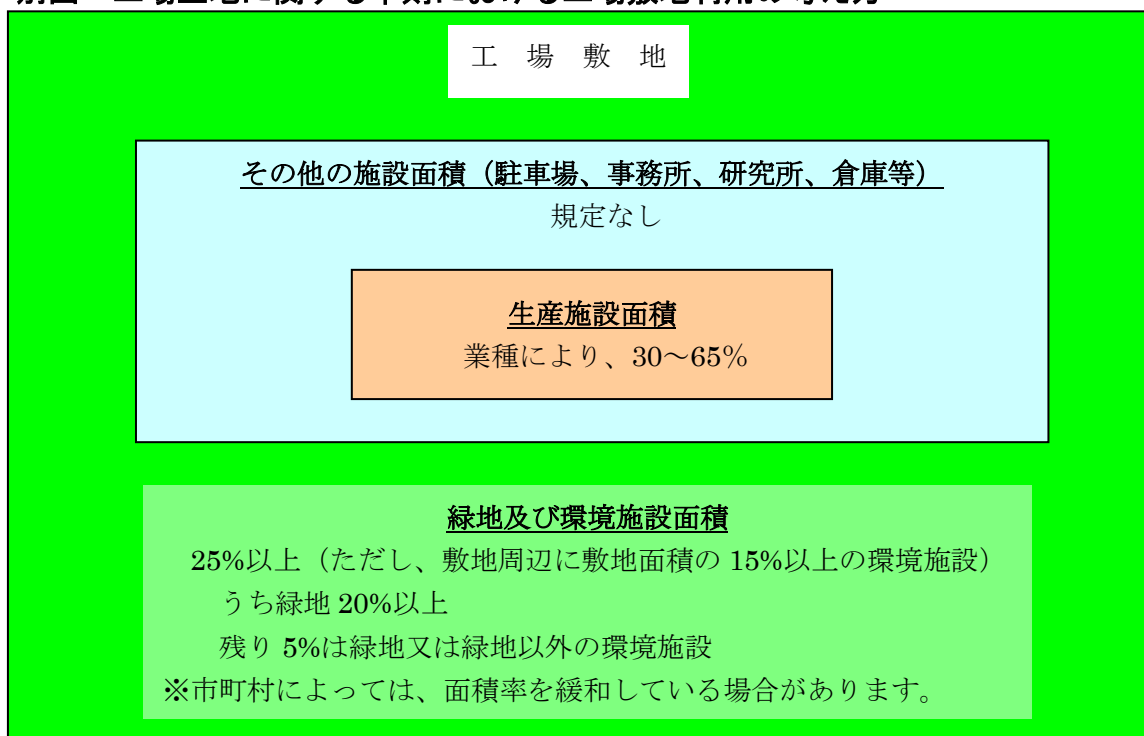 工 場 敷 地
その他の施設面積（駐車場、事務所、研究所、倉庫等）
規定なし
生産施設面積
業種により、30～65％
緑地及び環境施設面積
25%以上（ただし、敷地周辺に敷地面積の 15%以上の環境施設）
うち緑地 20%以上
残り 5%は緑地又は緑地以外の環境施設
※市町村によっては、面積率を緩和している場合があります。